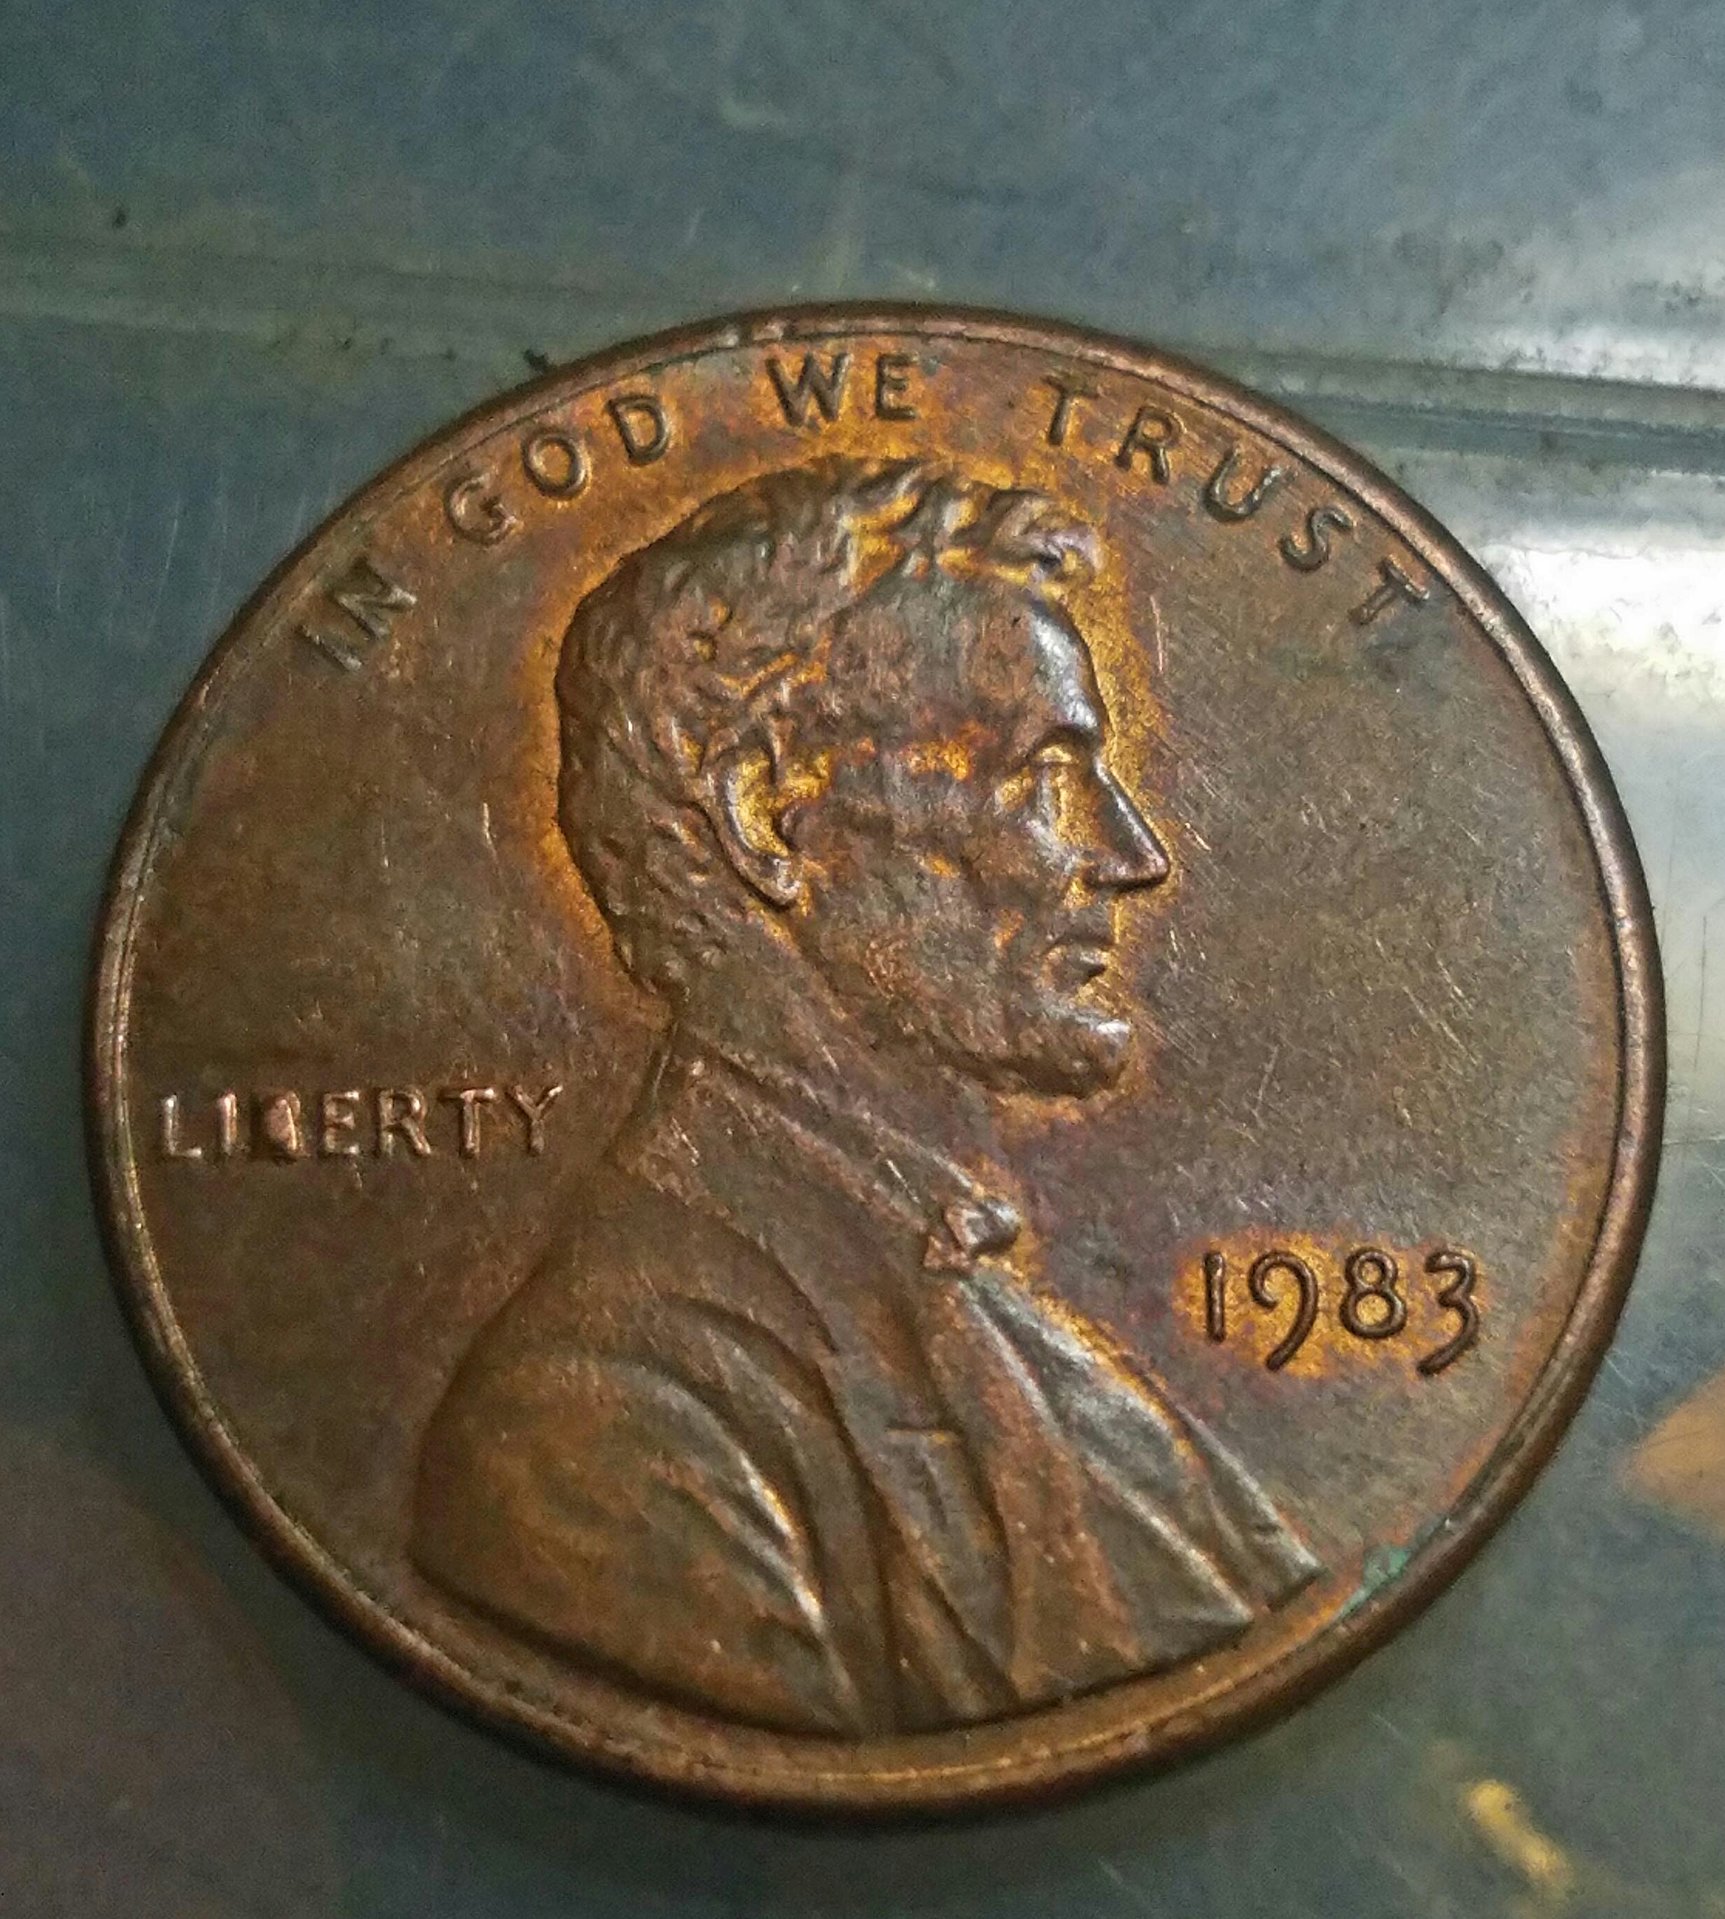 IN GOD WE TRUST
LIBERTY
1983